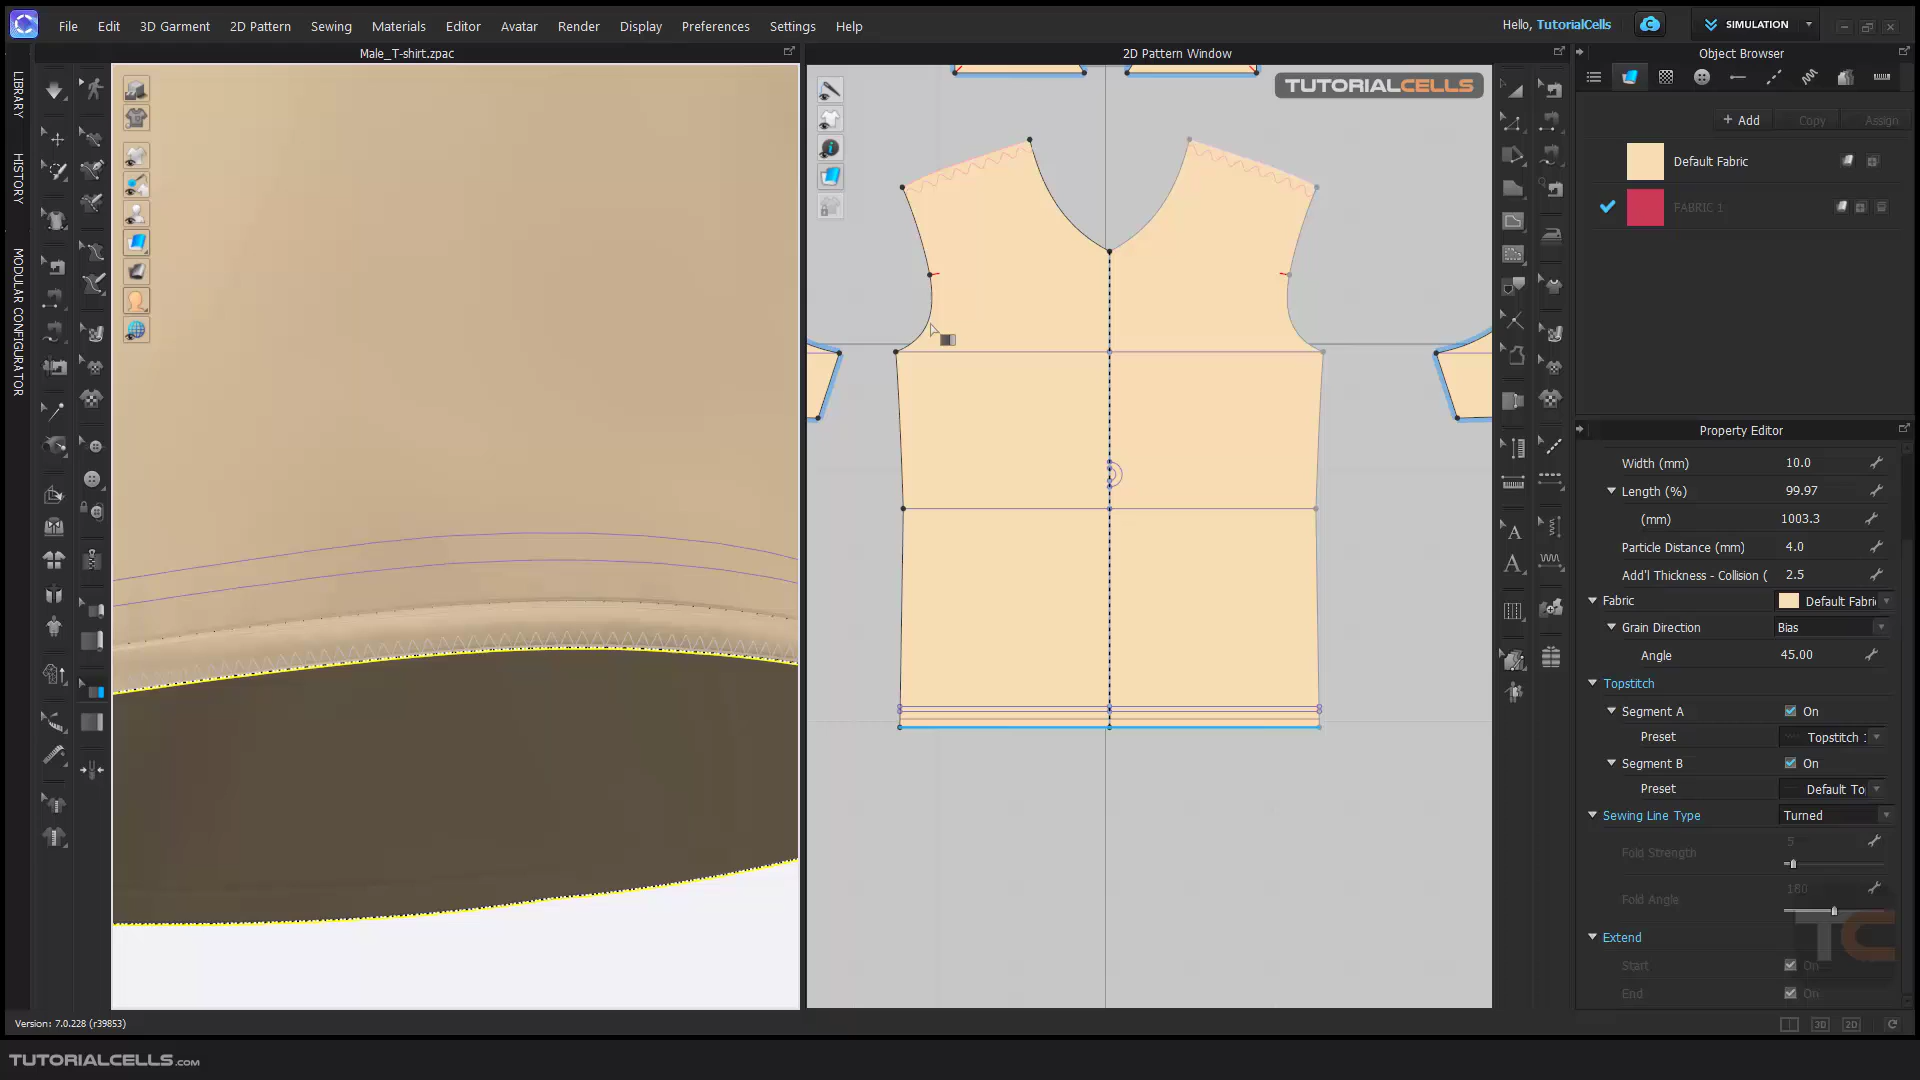 File Edit 3D Garment 2D Pattern Sewing Materials Editor Avatar Render Display Preferences Settings Help
Hello, TutorialCells
SIMULATION
Male_T-shirt.zpac
2D Pattern Window
Object Browser
LIBRARY
HISTORY
MODULAR CONFIGURATOR
TUTORIALCELLS
+ Add Copy Assign
Default Fabric
FABRIC 1
Property Editor
Width (mm) 10.0
Length (%) 99.97
(mm) 1003.3
Particle Distance (mm) 4.0
Add'l Thickness - Collision ( 2.5
Fabric Default Fabri
Grain Direction Bias
Angle 45.00
Topstitch
Segment A On
Preset Topstitch
Segment B On
Preset Default To
Sewing Line Type Turned
Fold Strength 5
Fold Angle 180
Extend
Start On
End On
TC
3D 2D
Version: 7.0.228 (r39853)
TUTORIALCELLS.com